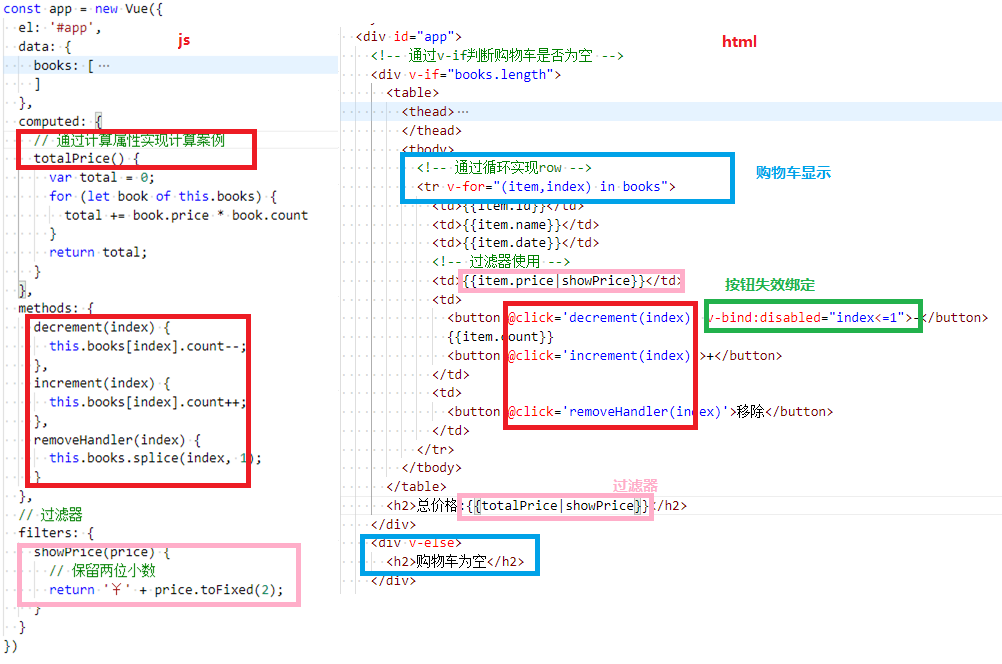 const app = new Vue({
el: '#app',
js
data: {
books: [ ⋯
]
},
computed: {
// 通过计算属性实现计算案例
totalPrice() {
var total = 0;
for (let book of this.books) {
total += book.price * book.count
}
return total;
}
},
methods: {
decrement(index) {
this.books[index].count--;
},
increment(index) {
this.books[index].count++;
},
removeHandler(index) {
this.books.splice(index, 1);
}
},
// 过滤器
filters: {
showPrice(price) {
// 保留两位小数
return '￥' + price.toFixed(2);
}
}
})
html
<div id="app">
<!-- 通过v-if判断购物车是否为空 -->
<div v-if="books.length">
<table>
<thead>⋯
</thead>
<tbody>
<!-- 通过循环实现row -->
<tr v-for="(item,index) in books">
购物车显示
<td>{{item.id}}</td>
<td>{{item.name}}</td>
<td>{{item.date}}</td>
<!-- 过滤器使用 -->
<td>{{item.price|showPrice}}</td>
<td>
按钮失效绑定
<button @click='decrement(index) v-bind:disabled="index<=1">-</button>
{{item.count}}
<button @click='increment(index) >+</button>
</td>
<td>
<button @click='removeHandler(index)'>移除</button>
</td>
</tr>
</tbody>
</table>
过滤器
<h2>总价格:{{totalPrice|showPrice}}</h2>
</div>
<div v-else>
<h2>购物车为空</h2>
</div>